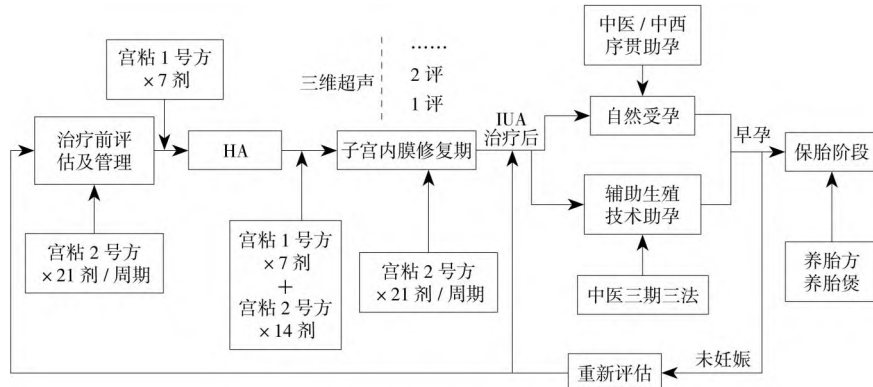 宫粘 1 号方
× 7 剂
三维超声
……
2 评
1 评
中医 / 中西
序贯助孕
治疗前评
估及管理
HA
子宫内膜修复期
IUA
治疗后
自然受孕
早孕
保胎阶段
辅助生殖
技术助孕
宫粘 2 号方
× 21 剂 / 周期
宫粘 1 号方
× 7 剂
+
宫粘 2 号方
× 14 剂
宫粘 2 号方
× 21 剂 / 周期
中医三期三法
养胎方
养胎煲
重新评估
未妊娠